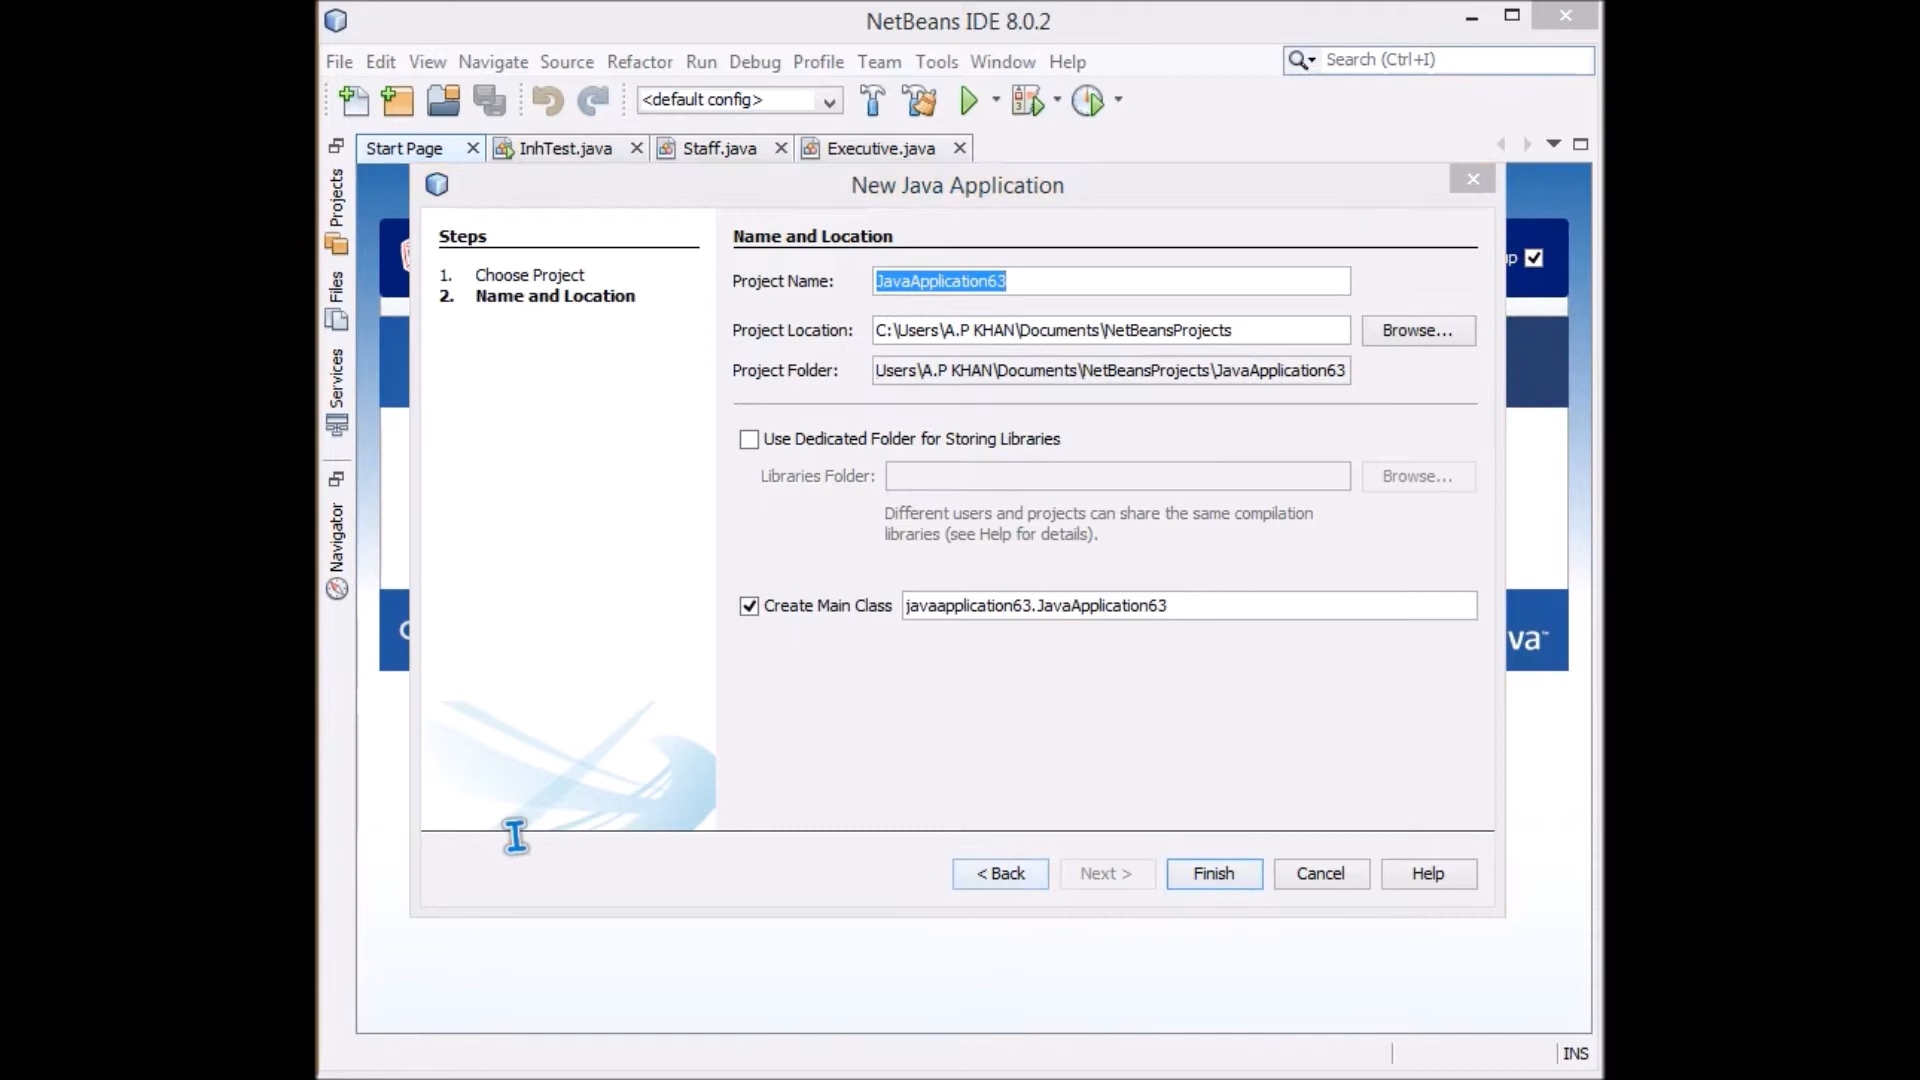 NetBeans IDE 8.0.2
File Edit View Navigate Source Refactor Run Debug Profile Team Tools Window Help
Search (Ctrl+I)
<default config>
Start Page InhTest.java Staff.java Executive.java
Projects
Files
Services
Navigator
New Java Application
Steps
1. Choose Project
2. Name and Location
Name and Location
Project Name: JavaApplication63
Project Location: C:\Users\A.P KHAN\Documents\NetBeansProjects Browse...
Project Folder: Users\A.P KHAN\Documents\NetBeansProjects\JavaApplication63
Use Dedicated Folder for Storing Libraries
Libraries Folder: Browse...
Different users and projects can share the same compilation
libraries (see Help for details).
Create Main Class javaapplication63.JavaApplication63
< Back Next > Finish Cancel Help
INS